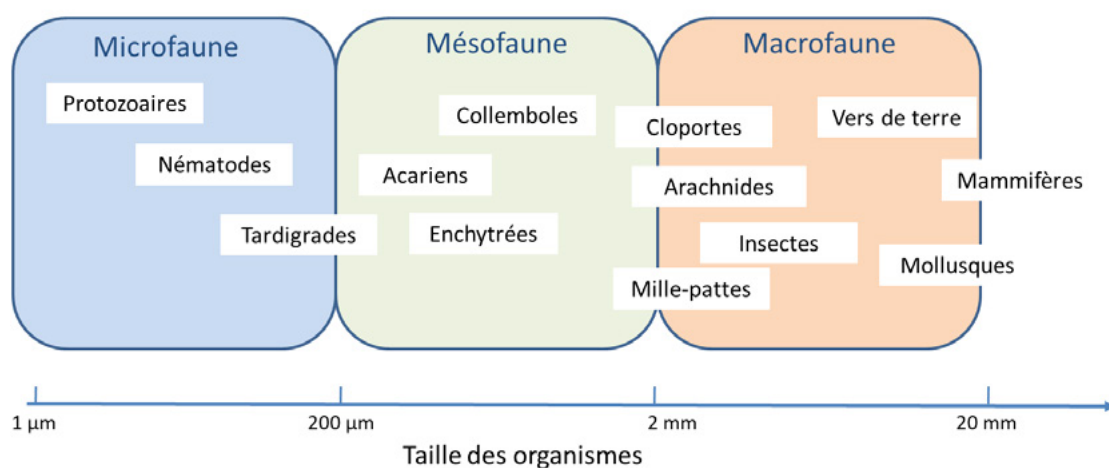 Microfaune
Mésofaune
Macrofaune
Protozoaires
Collemboles
Cloportes
Vers de terre
Nématodes
Acariens
Arachnides
Mammifères
Tardigrades
Enchytrées
Insectes
Mollusques
Mille-pattes
1 µm
200 µm
2 mm
20 mm
Taille des organismes